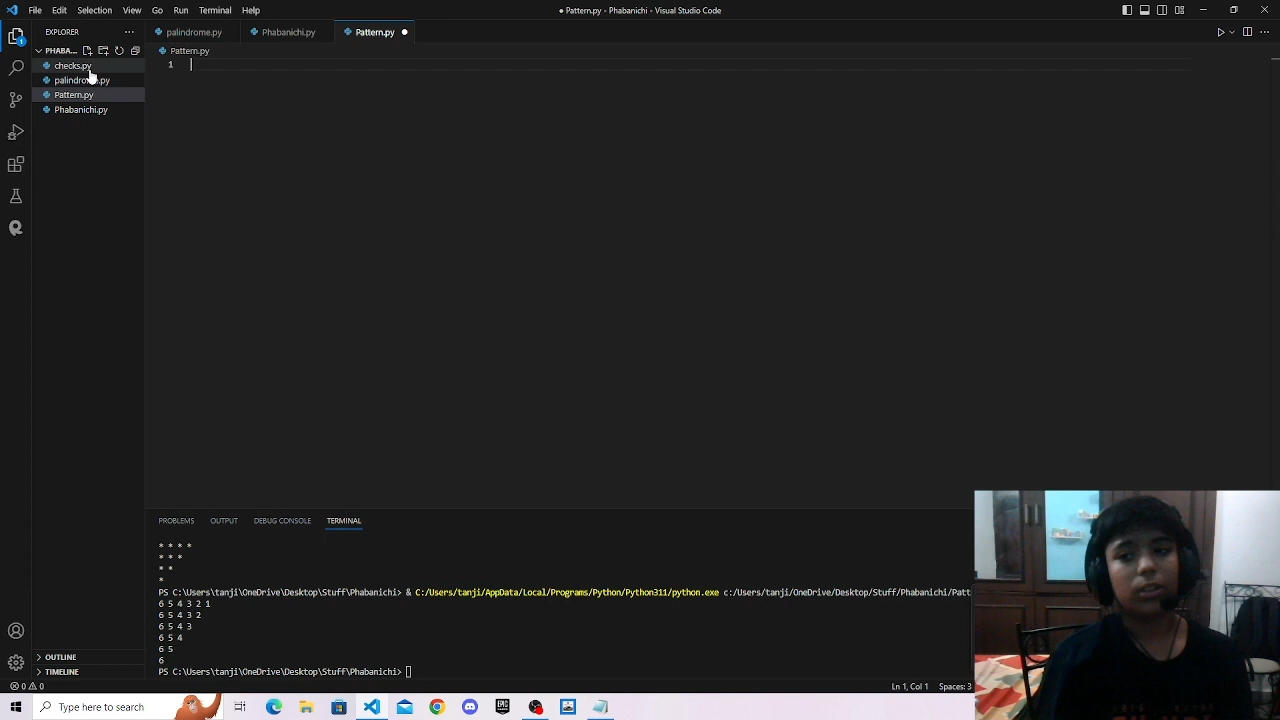 File Edit Selection View Go Run Terminal Help
● Pattern.py - Phabanichi - Visual Studio Code
EXPLORER
palindrome.py
Phabanichi.py
Pattern.py
PHABA...
Pattern.py
checks.py
1
palindrome.py
Pattern.py
Phabanichi.py
PROBLEMS OUTPUT DEBUG CONSOLE TERMINAL
* * * *
* * *
* *
*
PS C:\Users\tanji\OneDrive\Desktop\Stuff\Phabanichi> & C:/Users/tanji/AppData/Local/Programs/Python/Python311/python.exe c:/Users/tanji/OneDrive/Desktop/Stuff/Phabanichi/Patt
6 5 4 3 2 1
6 5 4 3 2
6 5 4 3
6 5 4
6 5
6
PS C:\Users\tanji\OneDrive\Desktop\Stuff\Phabanichi>
OUTLINE
TIMELINE
0 0
Ln 1, Col 1 Spaces: 3
Type here to search
EPIC